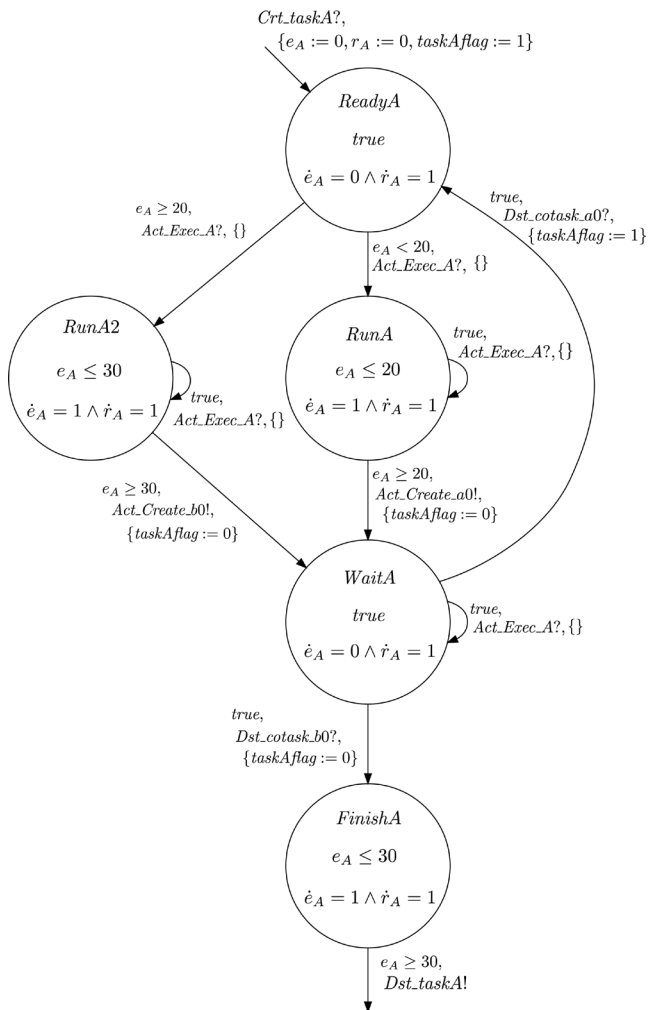 Crt_taskA?,
{e_A := 0, r_A := 0, taskAflag := 1}
ReadyA
true
ė_A = 0 ∧ ṙ_A = 1
true,
Dst_cotask_a0?,
{taskAflag := 1}
e_A ≥ 20,
Act_Exec_A?, {}
e_A < 20,
Act_Exec_A?, {}
RunA2
e_A ≤ 30
ė_A = 1 ∧ ṙ_A = 1
true,
Act_Exec_A?, {}
RunA
e_A ≤ 20
ė_A = 1 ∧ ṙ_A = 1
true,
Act_Exec_A?, {}
e_A ≥ 30,
Act_Create_b0!,
{taskAflag := 0}
e_A ≥ 20,
Act_Create_a0!,
{taskAflag := 0}
WaitA
true
ė_A = 0 ∧ ṙ_A = 1
true,
Act_Exec_A?, {}
true,
Dst_cotask_b0?,
{taskAflag := 0}
FinishA
e_A ≤ 30
ė_A = 1 ∧ ṙ_A = 1
e_A ≥ 30,
Dst_taskA!